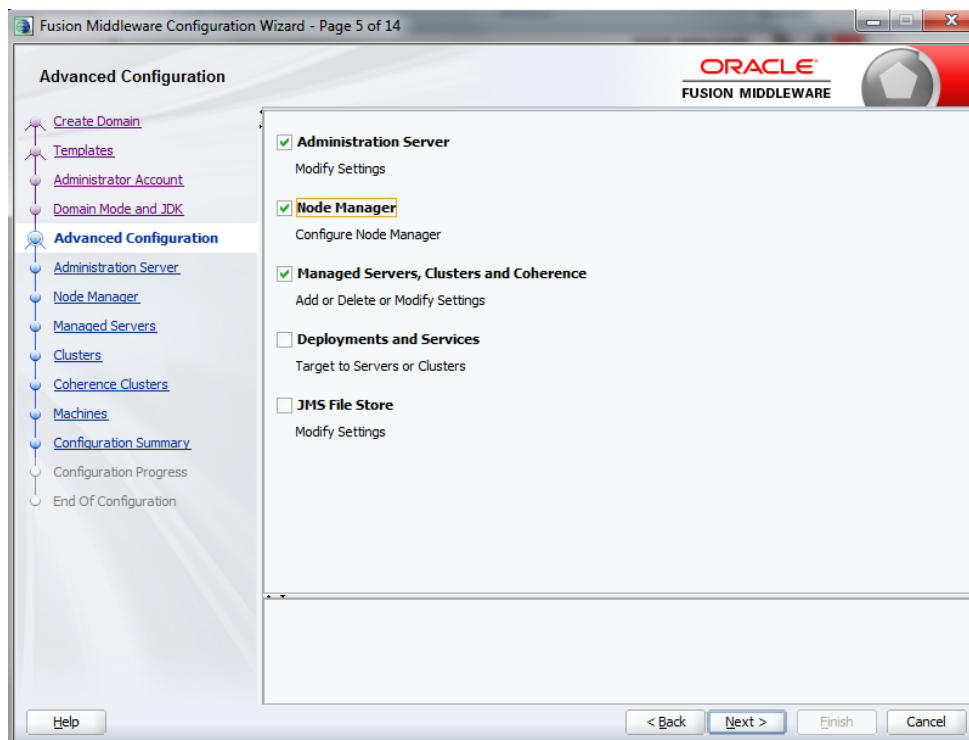 Fusion Middleware Configuration Wizard - Page 5 of 14
Advanced Configuration
ORACLE
FUSION MIDDLEWARE
Create Domain
Templates
Administrator Account
Domain Mode and JDK
Advanced Configuration
Administration Server
Node Manager
Managed Servers
Clusters
Coherence Clusters
Machines
Configuration Summary
Configuration Progress
End Of Configuration
Administration Server
Modify Settings
Node Manager
Configure Node Manager
Managed Servers, Clusters and Coherence
Add or Delete or Modify Settings
Deployments and Services
Target to Servers or Clusters
JMS File Store
Modify Settings
Help
< Back
Next >
Finish
Cancel